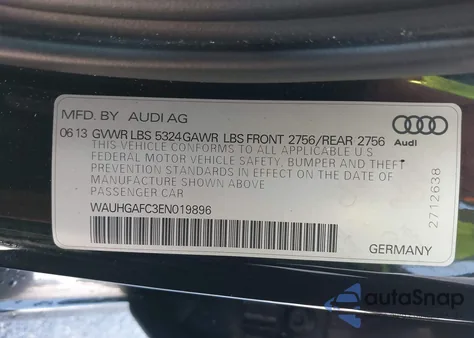 MFD. BY AUDI AG
06 13 GVWR LBS 5324 GAWR LBS FRONT 2756/REAR 2756
THIS VEHICLE CONFORMS TO ALL APPLICABLE U S
FEDERAL MOTOR VEHICLE SAFETY, BUMPER AND THEFT
PREVENTION STANDARDS IN EFFECT ON THE DATE OF
MANUFACTURE SHOWN ABOVE.
PASSENGER CAR
WAUHGAFC3EN019896
Audi
2712638
GERMANY
autoSnap